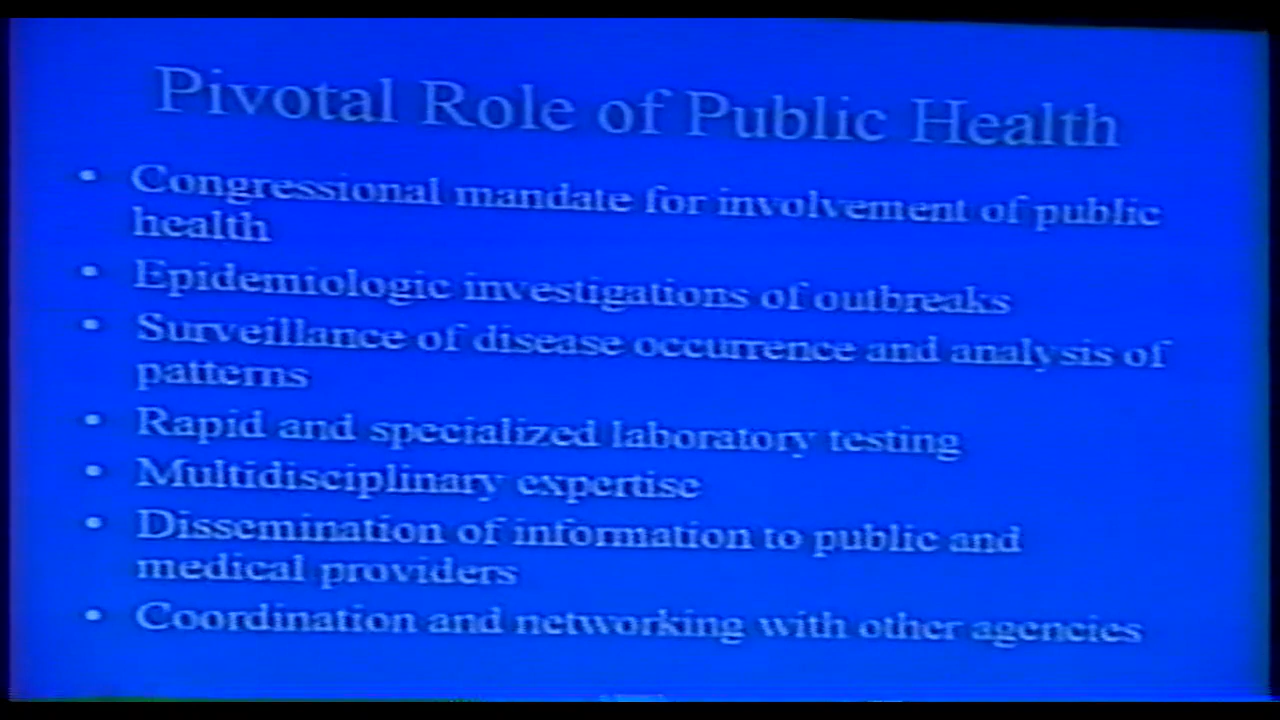 Pivotal Role of Public Health
• Congressional mandate for involvement of public
health
• Epidemiologic investigations of outbreaks
• Surveillance of disease occurrence and analysis of
patterns
• Rapid and specialized laboratory testing
• Multidisciplinary expertise
• Dissemination of information to public and
medical providers
• Coordination and networking with other agencies